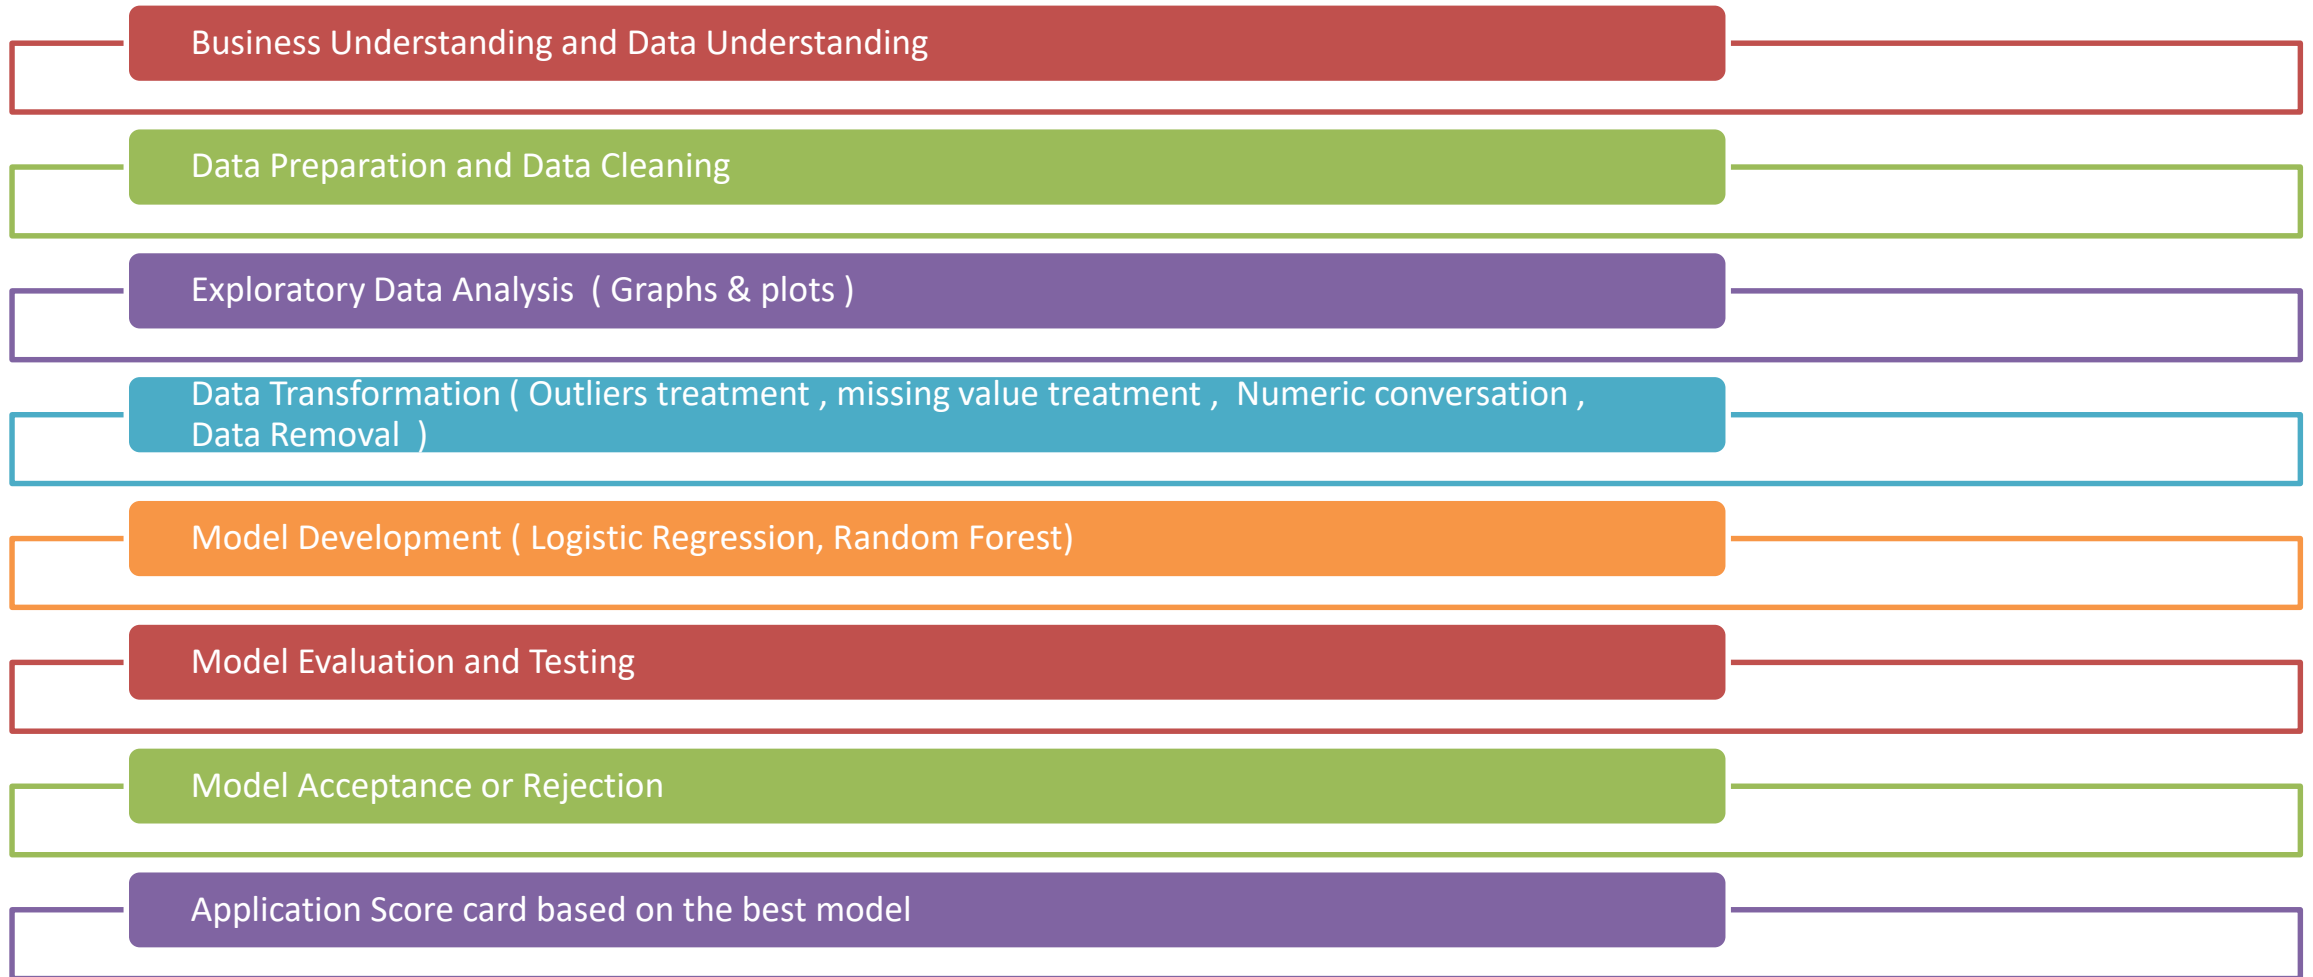 Business Understanding and Data Understanding
Data Preparation and Data Cleaning
Exploratory Data Analysis  ( Graphs & plots )
Data Transformation ( Outliers treatment , missing value treatment ,  Numeric conversation ,
Data Removal  )
Model Development ( Logistic Regression, Random Forest)
Model Evaluation and Testing
Model Acceptance or Rejection
Application Score card based on the best model